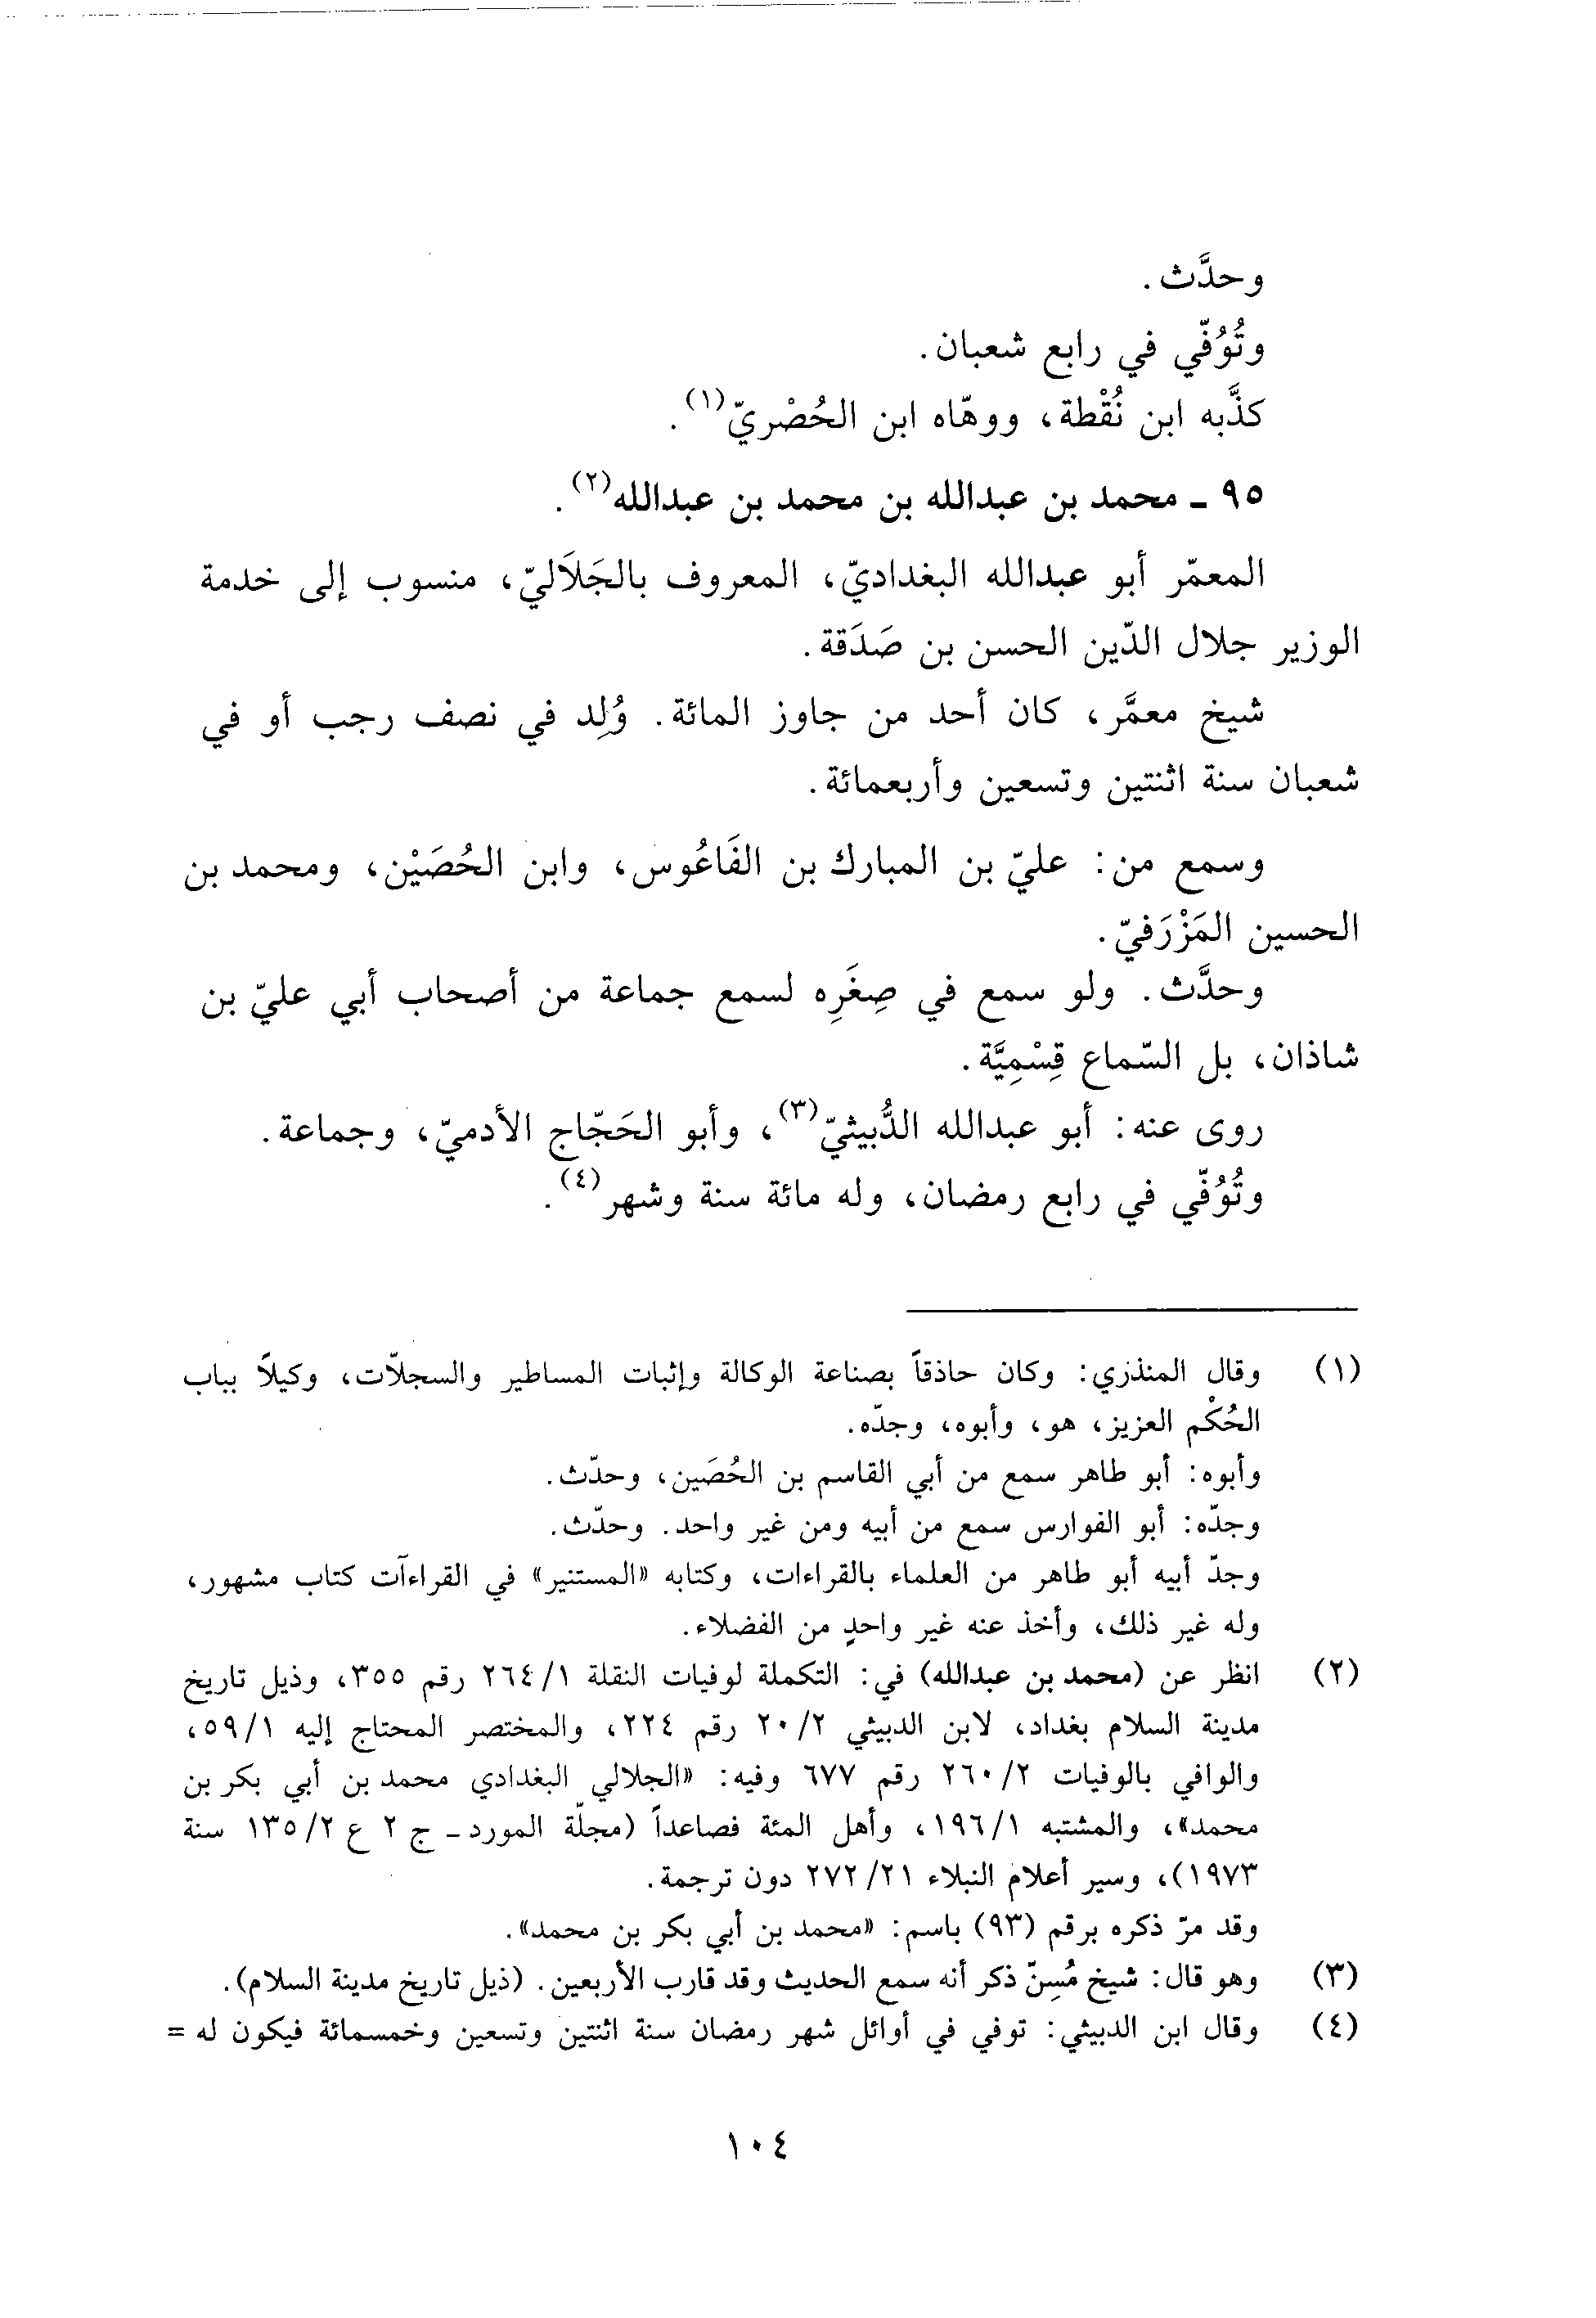 وحدَّث.
وتُوُفّي في رابع شعبان.
كذَّبه ابن نُقْطة، ووهّاه ابن الحُصْريّ(١).
٩٥ ـ محمد بن عبدالله بن محمد بن عبدالله(٢).
المعمّر أبو عبدالله البغداديّ، المعروف بالجَلاَليّ، منسوب إلى خدمة
الوزير جلال الدّين الحسن بن صَدَقة.
شيخ معمَّر، كان أحد من جاوز المائة. وُلِد في نصف رجب أو في
شعبان سنة اثنتين وتسعين وأربعمائة.
وسمع من: عليّ بن المبارك بن الفَاعُوس، وابن الحُصَيْن، ومحمد بن
الحسين المَزْرَفيّ.
وحدَّث. ولو سمع في صِغَرِه لسمع جماعة من أصحاب أبي عليّ بن
شاذان، بل السّماع قِسْمِيَّة.
روى عنه: أبو عبدالله الدُّبيثيّ(٣)، وأبو الحَجّاج الأدميّ، وجماعة.
وتُوُفّي في رابع رمضان، وله مائة سنة وشهر(٤).
(١) وقال المنذري: وكان حاذقاً بصناعة الوكالة وإثبات المساطير والسجلاّت، وكيلاً بباب
الحُكْم العزيز، هو، وأبوه، وجدّه.
وأبوه: أبو طاهر سمع من أبي القاسم بن الحُصَين، وحدّث.
وجدّه: أبو الفوارس سمع من أبيه ومن غير واحد. وحدّث.
وجدّ أبيه أبو طاهر من العلماء بالقراءات، وكتابه «المستنير» في القراءآت كتاب مشهور،
وله غير ذلك، وأخذ عنه غير واحدٍ من الفضلاء.
(٢) انظر عن (محمد بن عبدالله) في: التكملة لوفيات النقلة ٢٦٤/١ رقم ٣٥٥، وذيل تاريخ
مدينة السلام بغداد، لابن الدبيثي ٢٠/٢ رقم ٢٢٤، والمختصر المحتاج إليه ٥٩/١،
والوافي بالوفيات ٢٦٠/٢ رقم ٦٧٧ وفيه: «الجلالي البغدادي محمد بن أبي بكر بن
محمد»، والمشتبه ١٩٦/١، وأهل المئة فصاعداً (مجلّة المورد ـ ج ٢ ع ١٣٥/٢ سنة
١٩٧٣)، وسير أعلام النبلاء ٢٧٢/٢١ دون ترجمة.
وقد مرّ ذكره برقم (٩٣) باسم: «محمد بن أبي بكر بن محمد».
(٣) وهو قال: شيخ مُسِنّ ذكر أنه سمع الحديث وقد قارب الأربعين. (ذيل تاريخ مدينة السلام).
(٤) وقال ابن الدبيثي: توفي في أوائل شهر رمضان سنة اثنتين وتسعين وخمسمائة فيكون له =
١٠٤